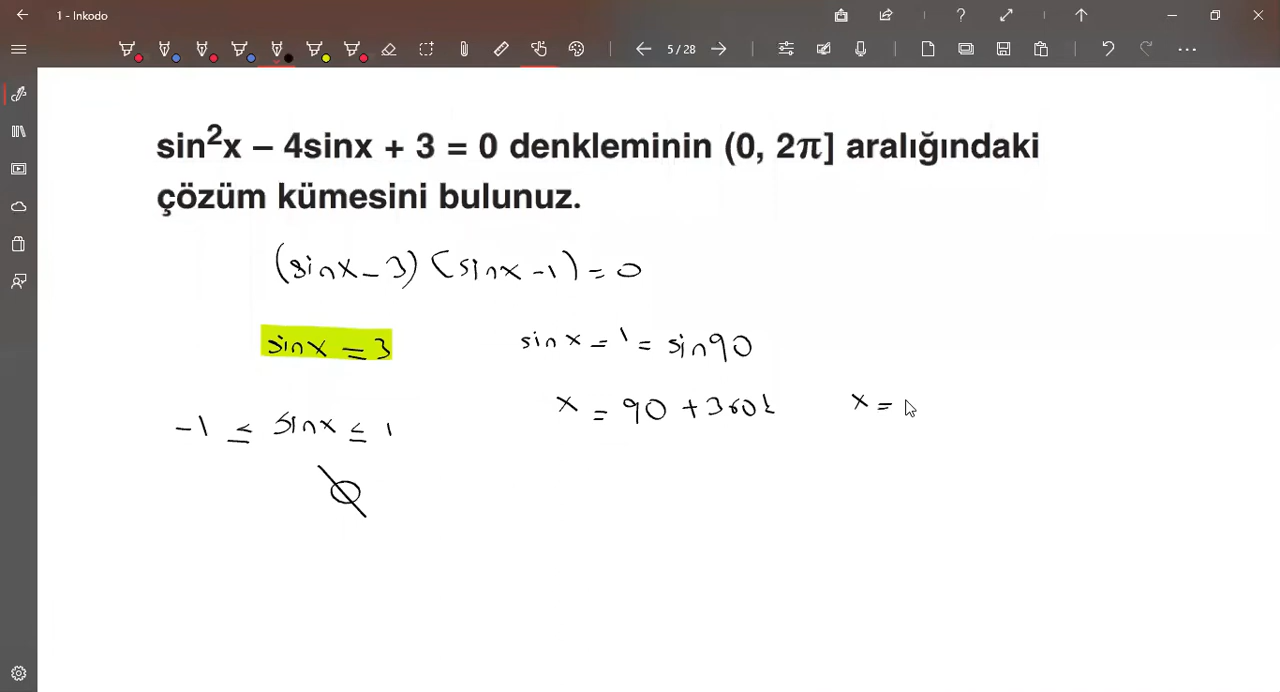 1 - Inkodo
5 / 28
sin²x – 4sinx + 3 = 0 denkleminin (0, 2π] aralığındaki
çözüm kümesini bulunuz.
(sinx - 3) (sinx - 1) = 0
sinx = 3
sinx = 1 = sin90
x = 90 + 360k
x =
-1 ≤ sinx ≤ 1
∅